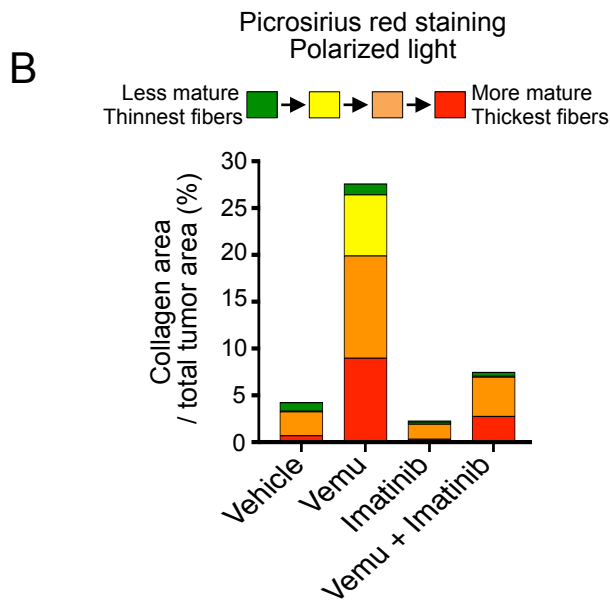 B
Picrosirius red staining
Polarized light
Less mature
Thinnest fibers
More mature
Thickest fibers
Collagen area
/ total tumor area (%)
30
25
20
15
10
5
0
Vehicle
Vemu
Imatinib
Vemu + Imatinib